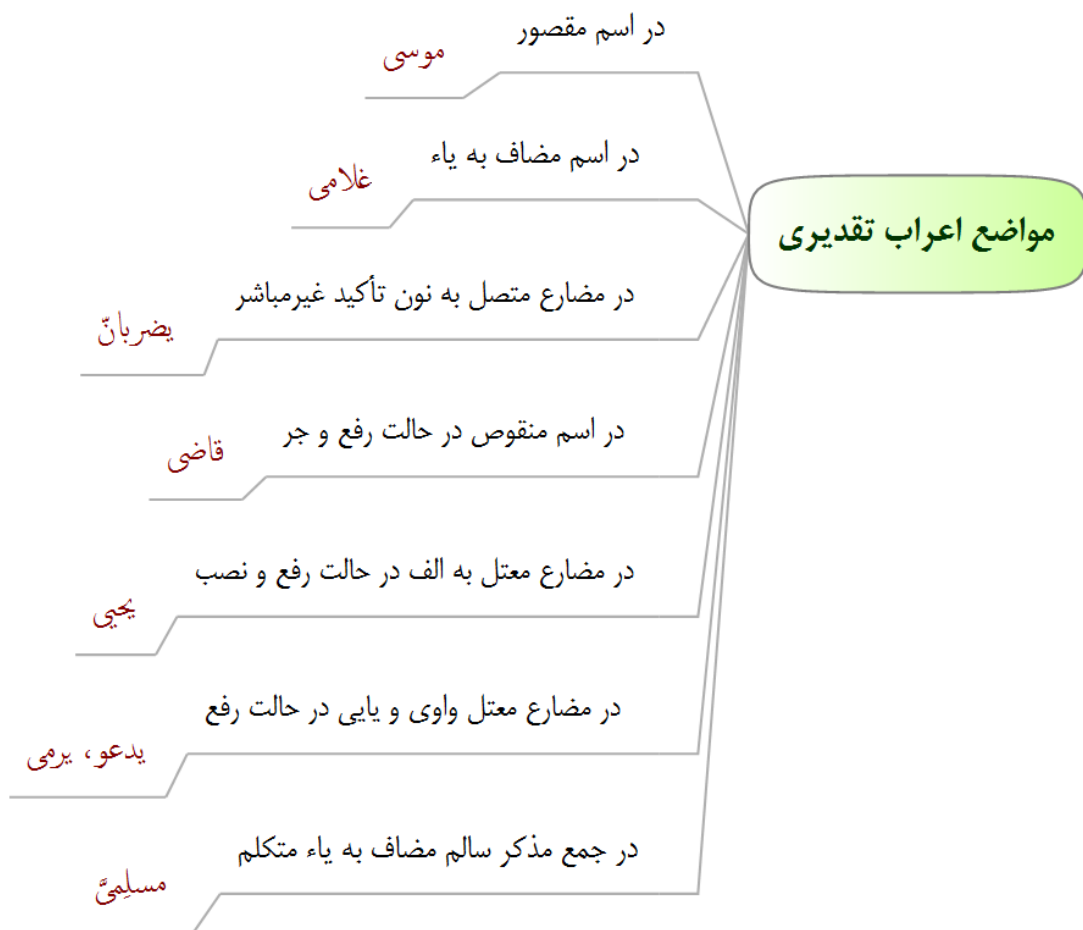 مواضع اعراب تقدیری
در اسم مقصور
موسی
در اسم مضاف به یاء
غلامی
در مضارع متصل به نون تأکید غیرمباشر
یضربانّ
در اسم منقوص در حالت رفع و جر
قاضی
در مضارع معتل به الف در حالت رفع و نصب
یحیی
در مضارع معتل واوی و یایی در حالت رفع
یدعو، یرمی
در جمع مذکر سالم مضاف به یاء متکلم
مسلِمیَّ